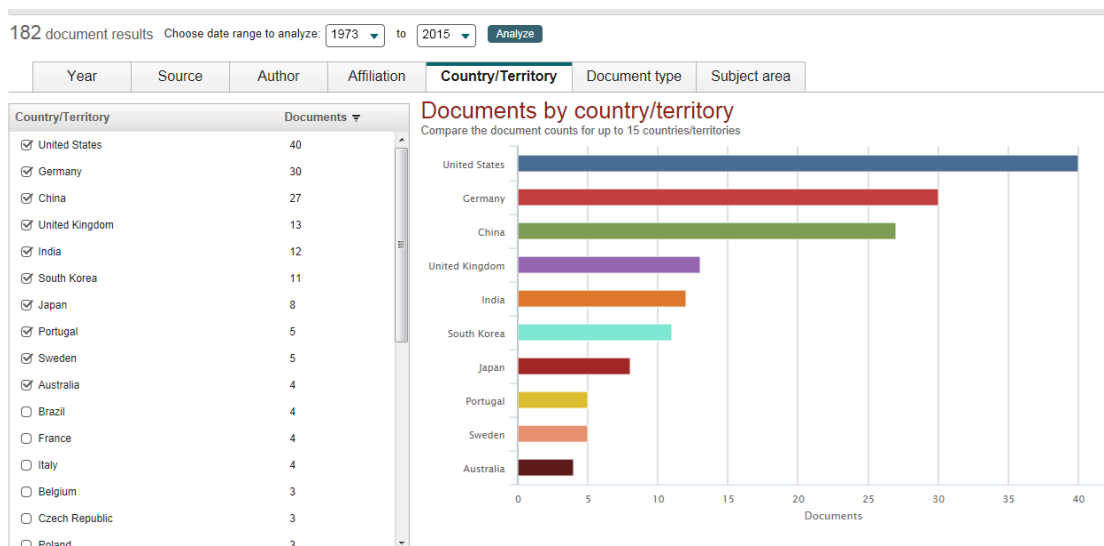 182 document results Choose date range to analyze: 1973 to 2015 Analyze
Year Source Author Affiliation Country/Territory Document type Subject area
Country/Territory Documents
United States 40
Germany 30
China 27
United Kingdom 13
India 12
South Korea 11
Japan 8
Portugal 5
Sweden 5
Australia 4
Brazil 4
France 4
Italy 4
Belgium 3
Czech Republic 3
Poland 3
Documents by country/territory
Compare the document counts for up to 15 countries/territories
United States
Germany
China
United Kingdom
India
South Korea
Japan
Portugal
Sweden
Australia
0 5 10 15 20 25 30 35 40
Documents